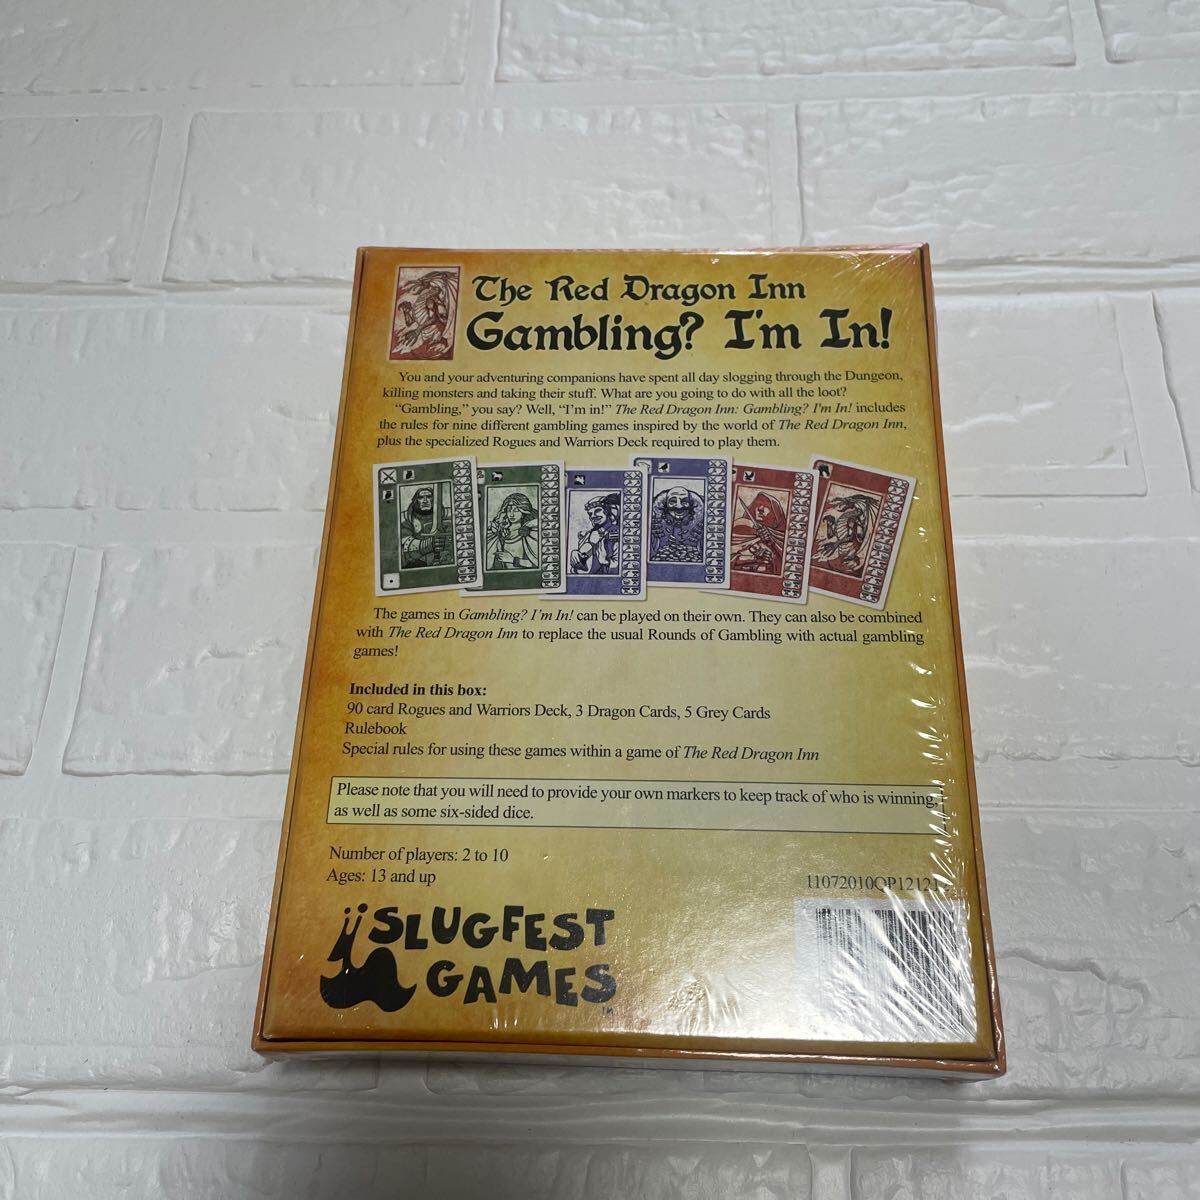 The Red Dragon Inn
Gambling? I'm In!
You and your adventuring companions have spent all day slogging through the Dungeon,
killing monsters and taking their stuff. What are you going to do with all the loot?
“Gambling,” you say? Well, “I’m in!” The Red Dragon Inn: Gambling? I'm In! includes
the rules for nine different gambling games inspired by the world of The Red Dragon Inn,
plus the specialized Rogues and Warriors Deck required to play them.
The games in Gambling? I’m In! can be played on their own. They can also be combined
with The Red Dragon Inn to replace the usual Rounds of Gambling with actual gambling
games!
Included in this box:
90 card Rogues and Warriors Deck, 3 Dragon Cards, 5 Grey Cards
Rulebook
Special rules for using these games within a game of The Red Dragon Inn
Please note that you will need to provide your own markers to keep track of who is winning,
as well as some six-sided dice.
Number of players: 2 to 10
Ages: 13 and up
SLUGFEST
GAMES™